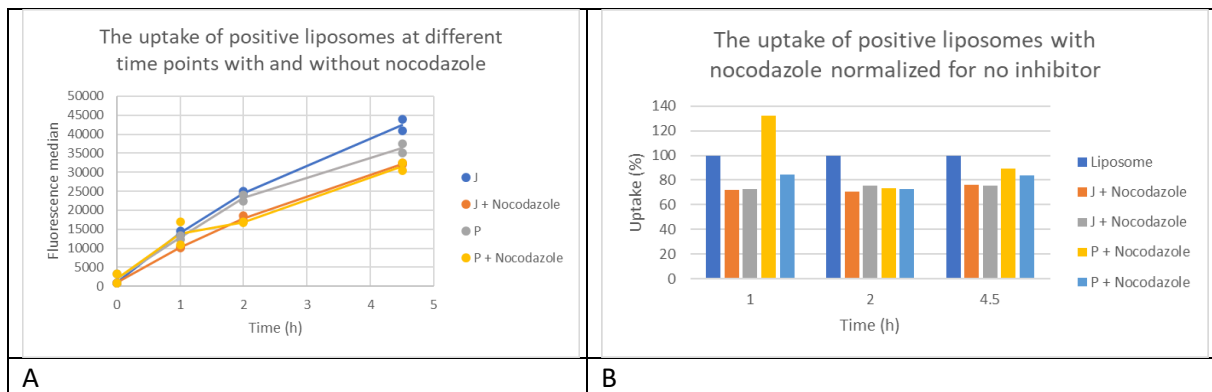 The uptake of positive liposomes at different
time points with and without nocodazole
50000
45000
40000
35000
30000
25000
20000
15000
10000
5000
0
Fluorescence median
0 1 2 3 4 5
Time (h)
J
J + Nocodazole
P
P + Nocodazole
A
The uptake of positive liposomes with
nocodazole normalized for no inhibitor
140
120
100
80
60
40
20
0
Uptake (%)
1 2 4.5
Time (h)
Liposome
J + Nocodazole
J + Nocodazole
P + Nocodazole
P + Nocodazole
B